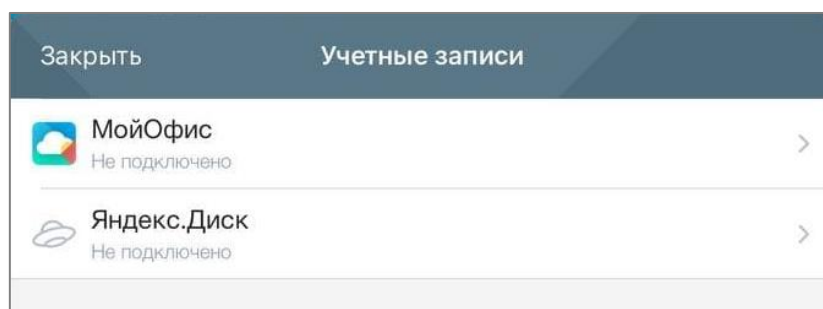 Закрыть Учетные записи
МойОфис
Не подключено
Яндекс.Диск
Не подключено